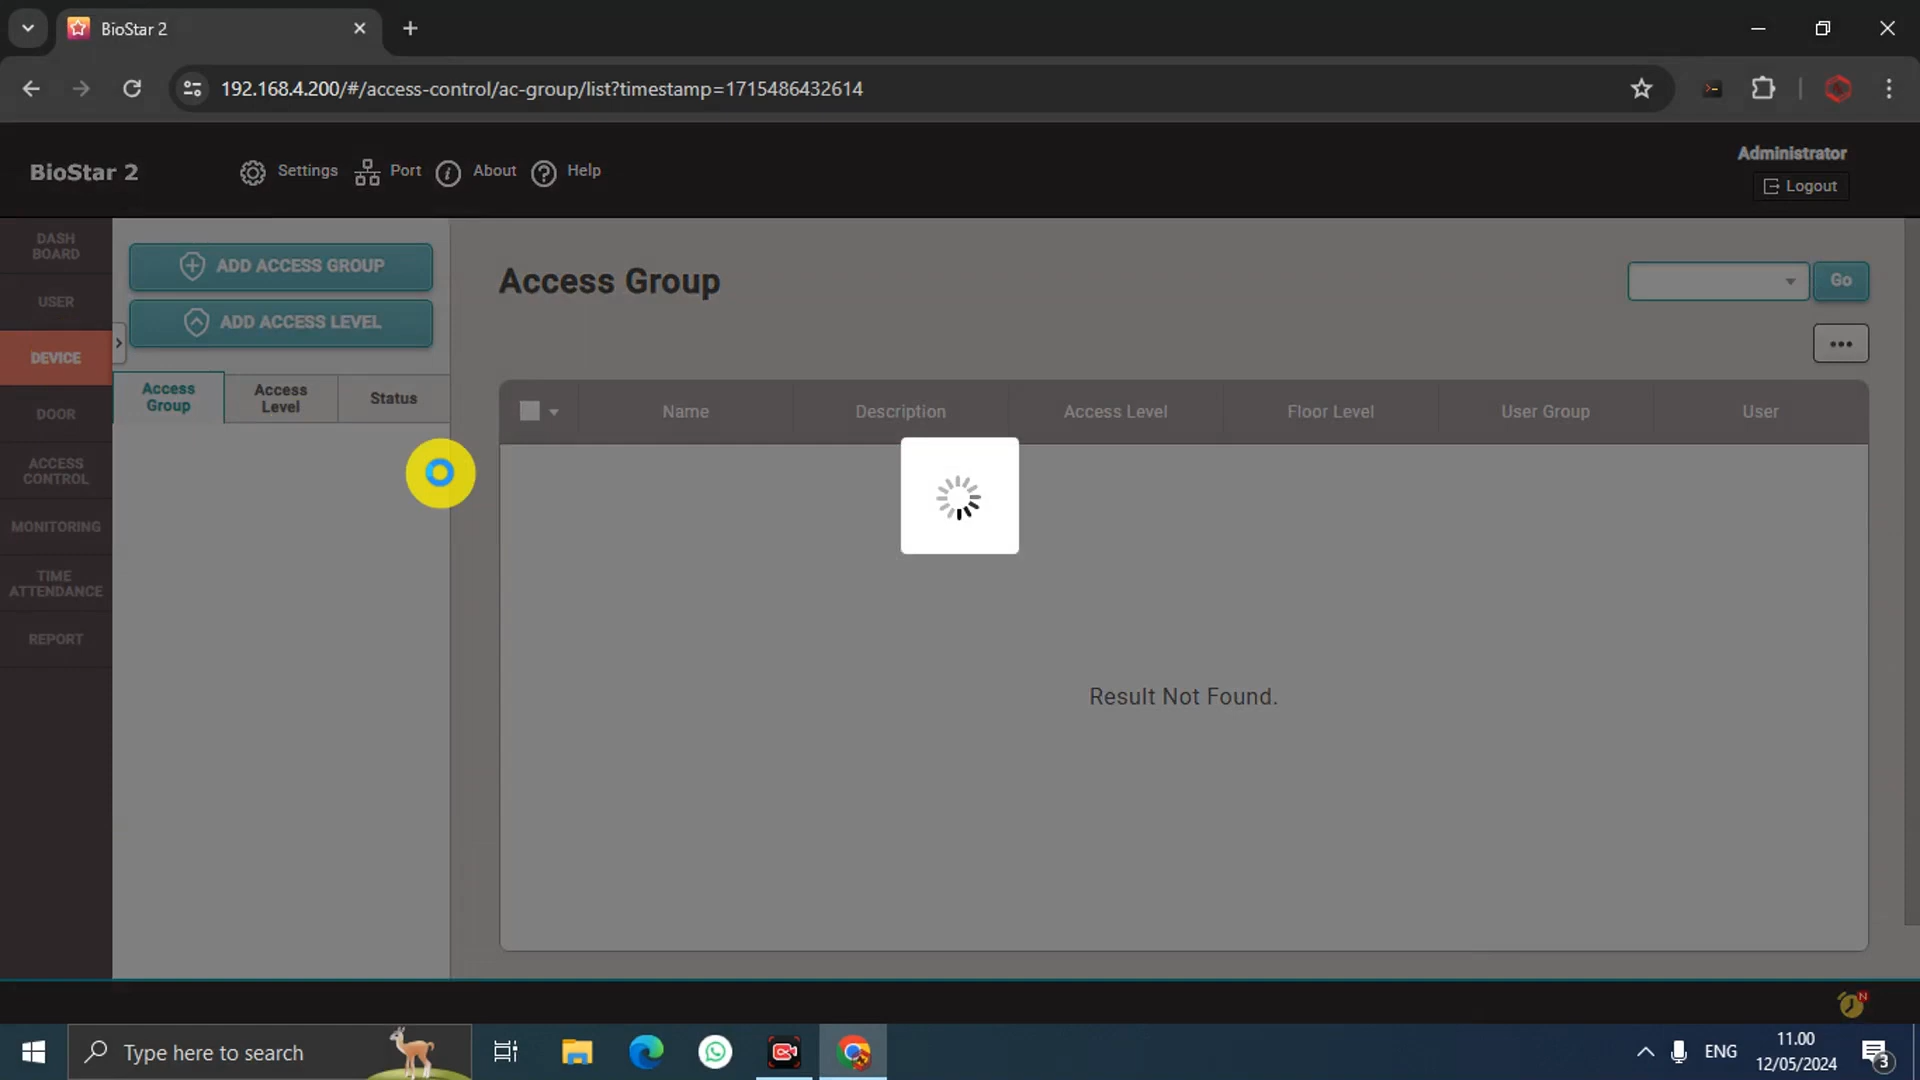 BioStar 2
192.168.4.200/#/access-control/ac-group/list?timestamp=1715486432614
BioStar 2
Settings
Port
About
Help
Administrator
Logout
DASH
BOARD
USER
DEVICE
DOOR
ACCESS
CONTROL
MONITORING
TIME
ATTENDANCE
REPORT
ADD ACCESS GROUP
ADD ACCESS LEVEL
Access
Group
Access
Level
Status
Access Group
Go
Name
Description
Access Level
Floor Level
User Group
User
Result Not Found.
N
Type here to search
ENG
11.00
12/05/2024
3